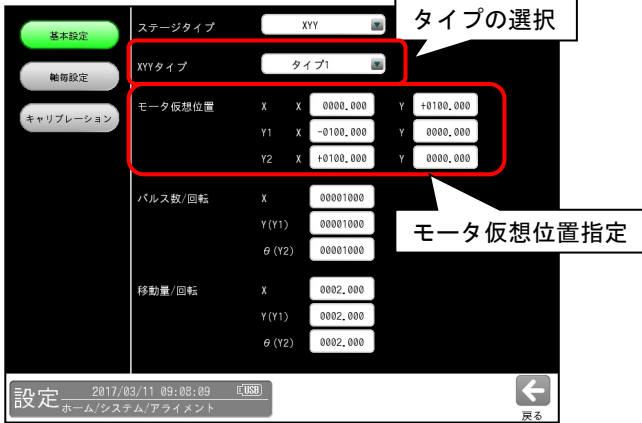 タイプの選択
基本設定
ステージタイプ XYY
XYYタイプ タイプ1
軸毎設定
モータ仮想位置 X X 0000.000 Y +0100.000
キャリブレーション
Y1 X -0100.000 Y 0000.000
Y2 X +0100.000 Y 0000.000
パルス数/回転 X 00001000
Y(Y1) 00001000
モータ仮想位置指定
θ(Y2) 00001000
移動量/回転 X 0002.000
Y(Y1) 0002.000
θ(Y2) 0002.000
設定 2017/03/11 09:08:09 USB
ホーム/システム/アライメント
戻る